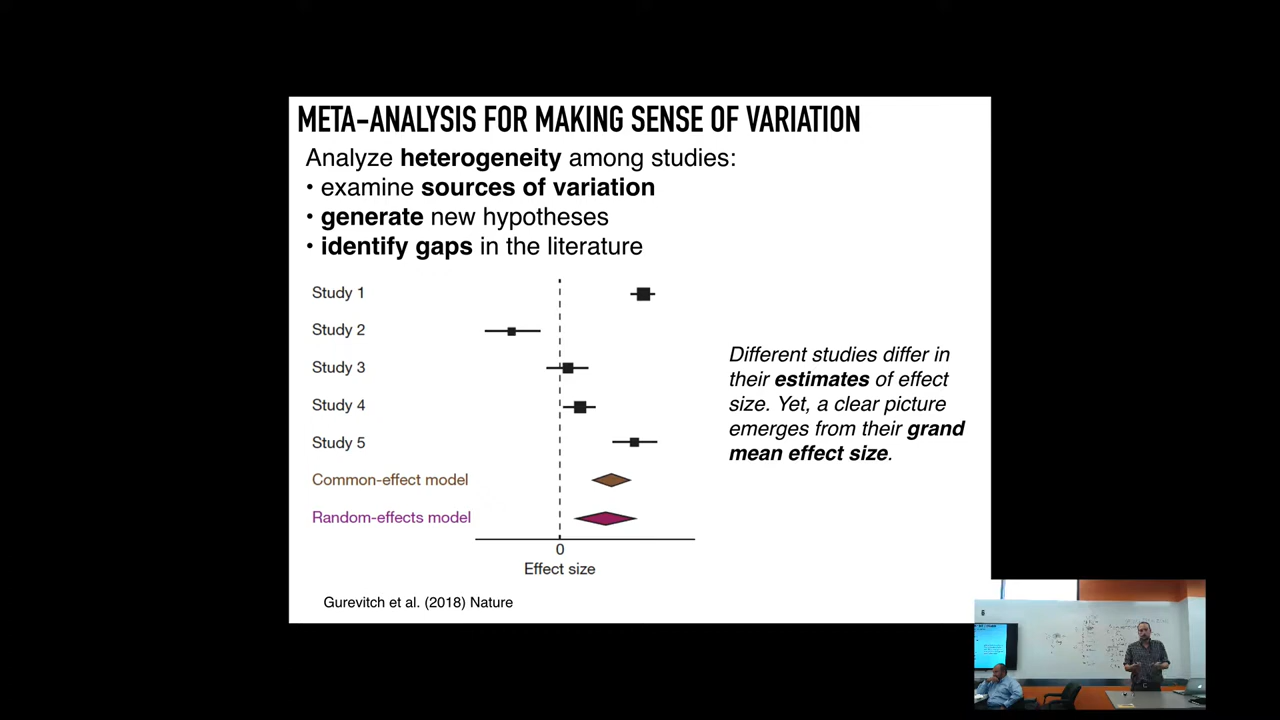 META-ANALYSIS FOR MAKING SENSE OF VARIATION
Analyze heterogeneity among studies:
• examine sources of variation
• generate new hypotheses
• identify gaps in the literature
Study 1
Study 2
Study 3
Study 4
Study 5
Common-effect model
Random-effects model
0
Effect size
Different studies differ in
their estimates of effect
size. Yet, a clear picture
emerges from their grand
mean effect size.
Gurevitch et al. (2018) Nature